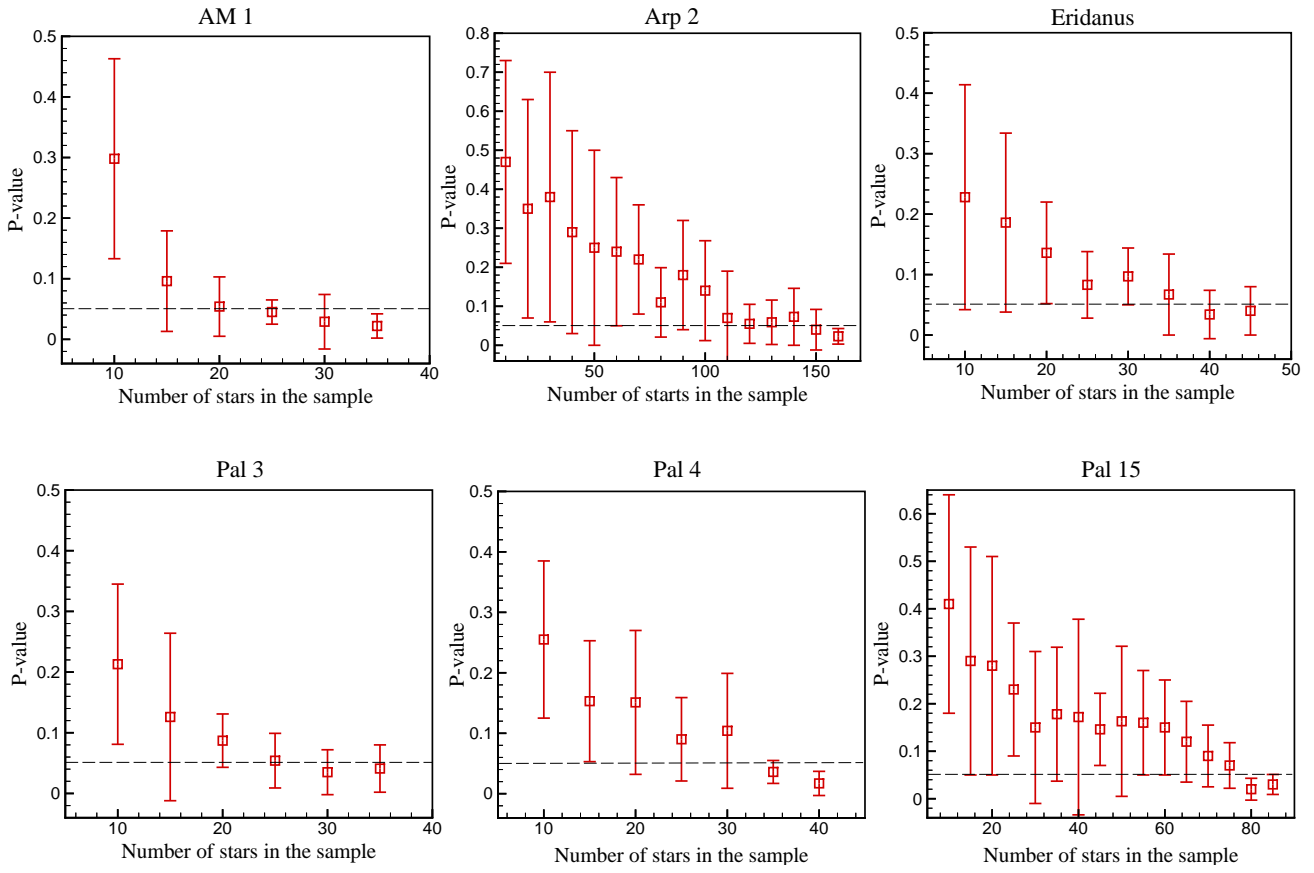 AM 1
Arp 2
Eridanus
0.5
0.4
0.3
0.2
0.1
0
P-value
10 20 30 40
Number of stars in the sample
0.8
0.7
0.6
0.5
0.4
0.3
0.2
0.1
0
P-value
50 100 150
Number of starts in the sample
0.5
0.4
0.3
0.2
0.1
0
P-value
10 20 30 40 50
Number of stars in the sample
Pal 3
Pal 4
Pal 15
0.5
0.4
0.3
0.2
0.1
0
P-value
10 20 30 40
Number of stars in the sample
0.5
0.4
0.3
0.2
0.1
0
P-value
10 20 30 40
Number of stars in the sample
0.6
0.5
0.4
0.3
0.2
0.1
0
P-value
20 40 60 80
Number of stars in the sample